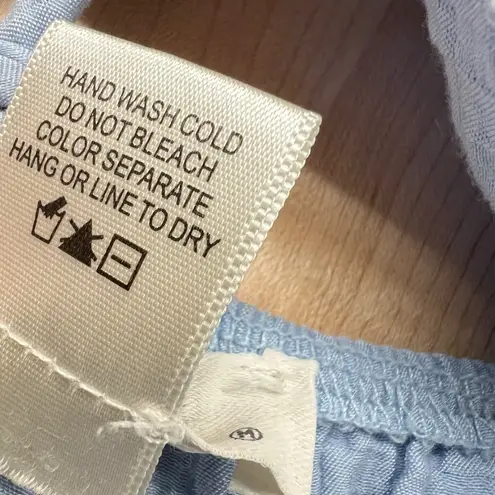 HAND WASH COLD
DO NOT BLEACH
COLOR SEPARATE
HANG OR LINE TO DRY
M